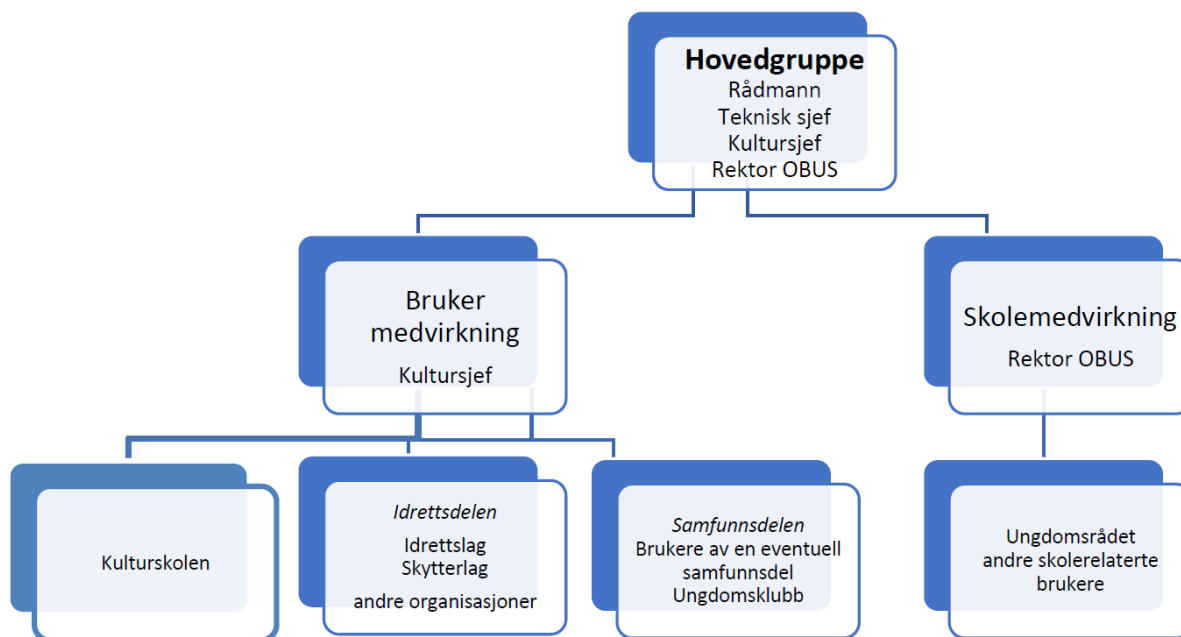 Hovedgruppe
Rådmann
Teknisk sjef
Kultursjef
Rektor OBUS
Bruker
medvirkning
Kultursjef
Skolemedvirkning
Rektor OBUS
Kulturskolen
Idrettsdelen
Idrettslag
Skytterlag
andre organisasjoner
Samfunnsdelen
Brukere av en eventuell
samfunnsdel
Ungdomsklubb
Ungdomsrådet
andre skolerelaterte
brukere